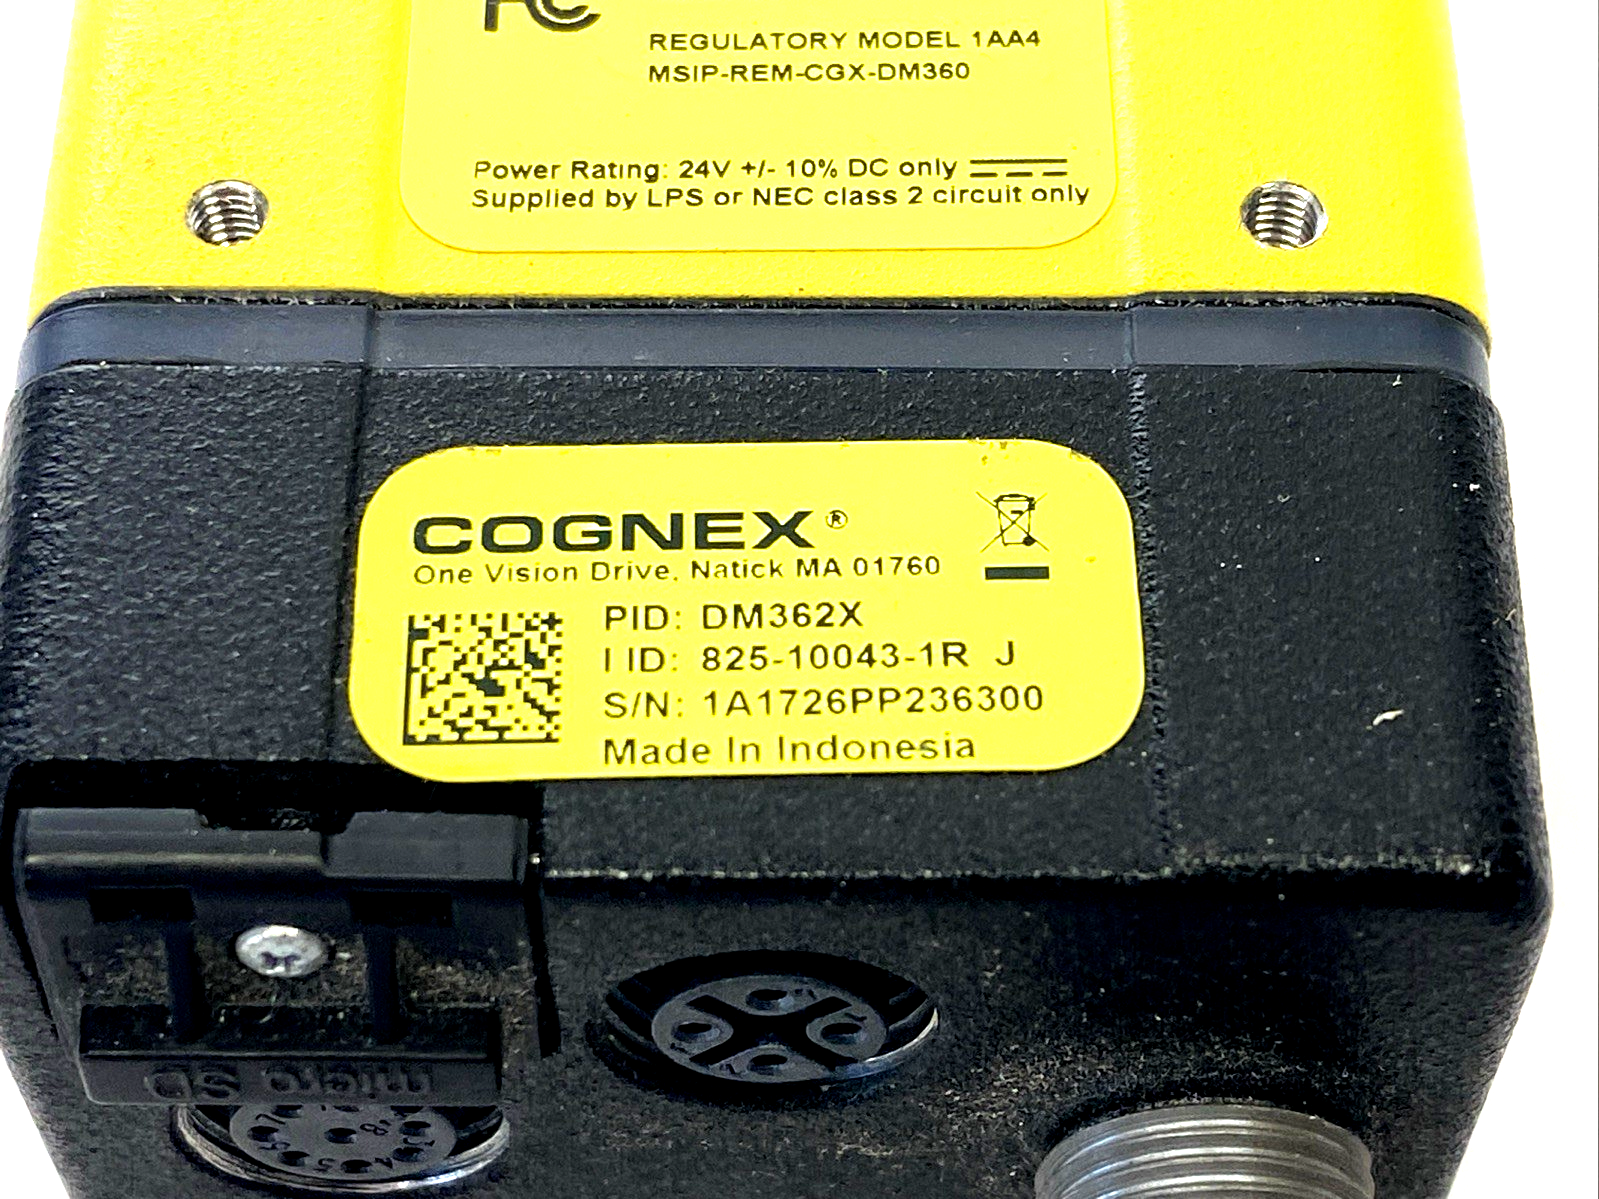 FC
REGULATORY MODEL 1AA4
MSIP-REM-CGX-DM360
Power Rating: 24V +/- 10% DC only
Supplied by LPS or NEC class 2 circuit only
COGNEX®
One Vision Drive, Natick MA 01760
PID: DM362X
I ID: 825-10043-1R J
S/N: 1A1726PP236300
Made In Indonesia
micro SD